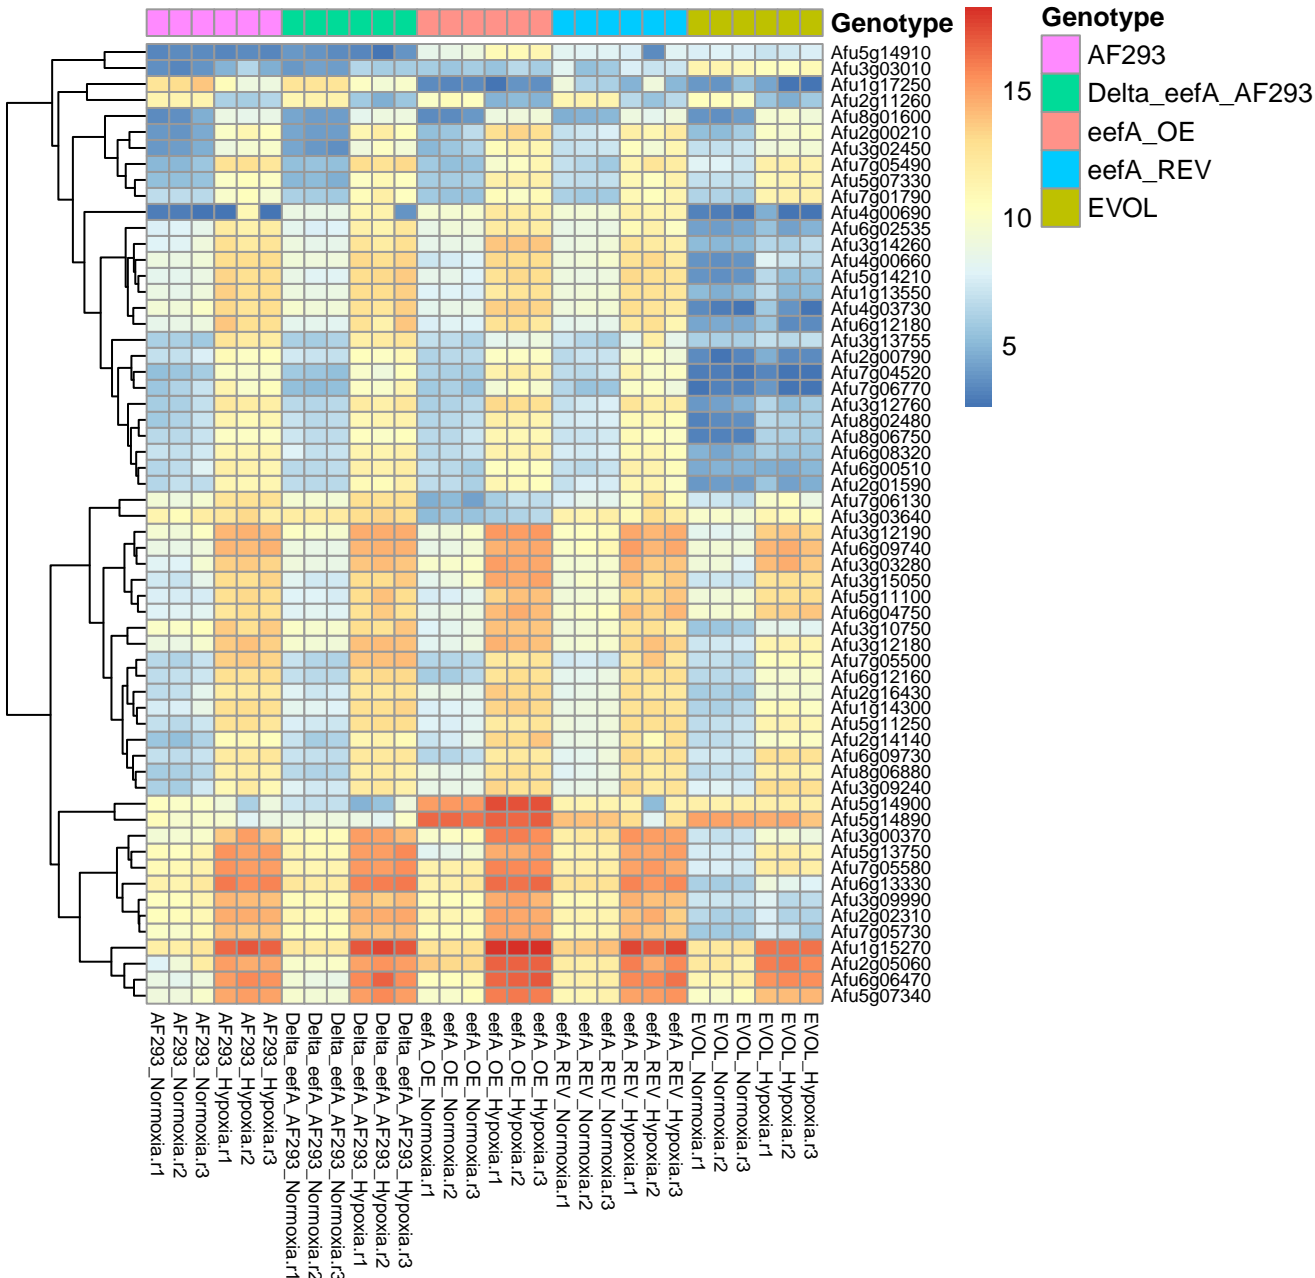 Genotype
Genotype
AF293
Delta_eefA_AF293
eefA_OE
eefA_REV
EVOL
15
10
5
Afu5g14910
Afu3g03010
Afu1g17250
Afu2g11260
Afu8g01600
Afu2g00210
Afu3g02450
Afu7g05490
Afu5g07330
Afu7g01790
Afu4g00690
Afu6g02535
Afu3g14260
Afu4g00660
Afu5g14210
Afu1g13550
Afu4g03730
Afu6g12180
Afu3g13755
Afu2g00790
Afu7g04520
Afu7g06770
Afu3g12760
Afu8g02480
Afu8g06750
Afu6g08320
Afu6g00510
Afu2g01590
Afu7g06130
Afu3g03640
Afu3g12190
Afu6g09740
Afu3g03280
Afu3g15050
Afu5g11100
Afu6g04750
Afu3g10750
Afu3g12180
Afu7g05500
Afu6g12160
Afu2g16430
Afu1g14300
Afu5g11250
Afu2g14140
Afu6g09730
Afu8g06880
Afu3g09240
Afu5g14900
Afu5g14890
Afu3g00370
Afu5g13750
Afu7g05580
Afu6g13330
Afu3g09990
Afu2g02310
Afu7g05730
Afu1g15270
Afu2g05060
Afu6g06470
Afu5g07340
AF293_Normoxia.r1
AF293_Normoxia.r2
AF293_Normoxia.r3
AF293_Hypoxia.r1
AF293_Hypoxia.r2
AF293_Hypoxia.r3
Delta_eefA_AF293_Normoxia.r1
Delta_eefA_AF293_Normoxia.r2
Delta_eefA_AF293_Normoxia.r3
Delta_eefA_AF293_Hypoxia.r1
Delta_eefA_AF293_Hypoxia.r2
Delta_eefA_AF293_Hypoxia.r3
eefA_OE_Normoxia.r1
eefA_OE_Normoxia.r2
eefA_OE_Normoxia.r3
eefA_OE_Hypoxia.r1
eefA_OE_Hypoxia.r2
eefA_OE_Hypoxia.r3
eefA_REV_Normoxia.r1
eefA_REV_Normoxia.r2
eefA_REV_Normoxia.r3
eefA_REV_Hypoxia.r1
eefA_REV_Hypoxia.r2
eefA_REV_Hypoxia.r3
EVOL_Normoxia.r1
EVOL_Normoxia.r2
EVOL_Normoxia.r3
EVOL_Hypoxia.r1
EVOL_Hypoxia.r2
EVOL_Hypoxia.r3